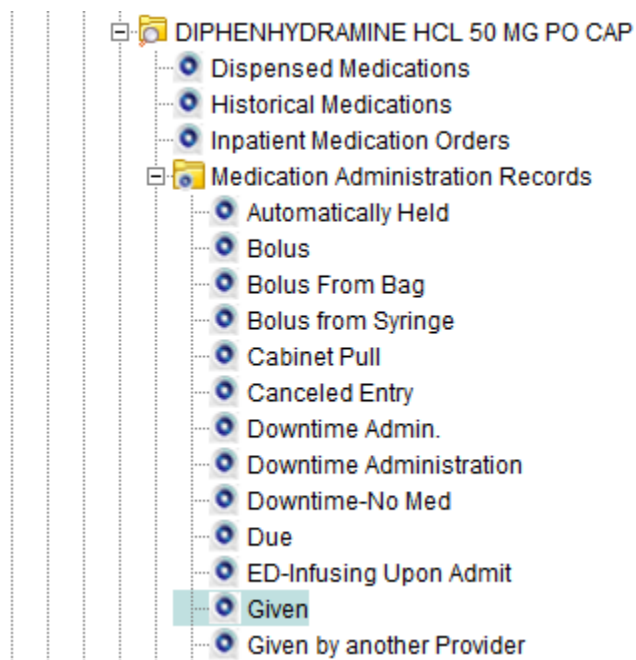 DIPHENHYDRAMINE HCL 50 MG PO CAP
Dispensed Medications
Historical Medications
Inpatient Medication Orders
Medication Administration Records
Automatically Held
Bolus
Bolus From Bag
Bolus from Syringe
Cabinet Pull
Canceled Entry
Downtime Admin.
Downtime Administration
Downtime-No Med
Due
ED-Infusing Upon Admit
Given
Given by another Provider